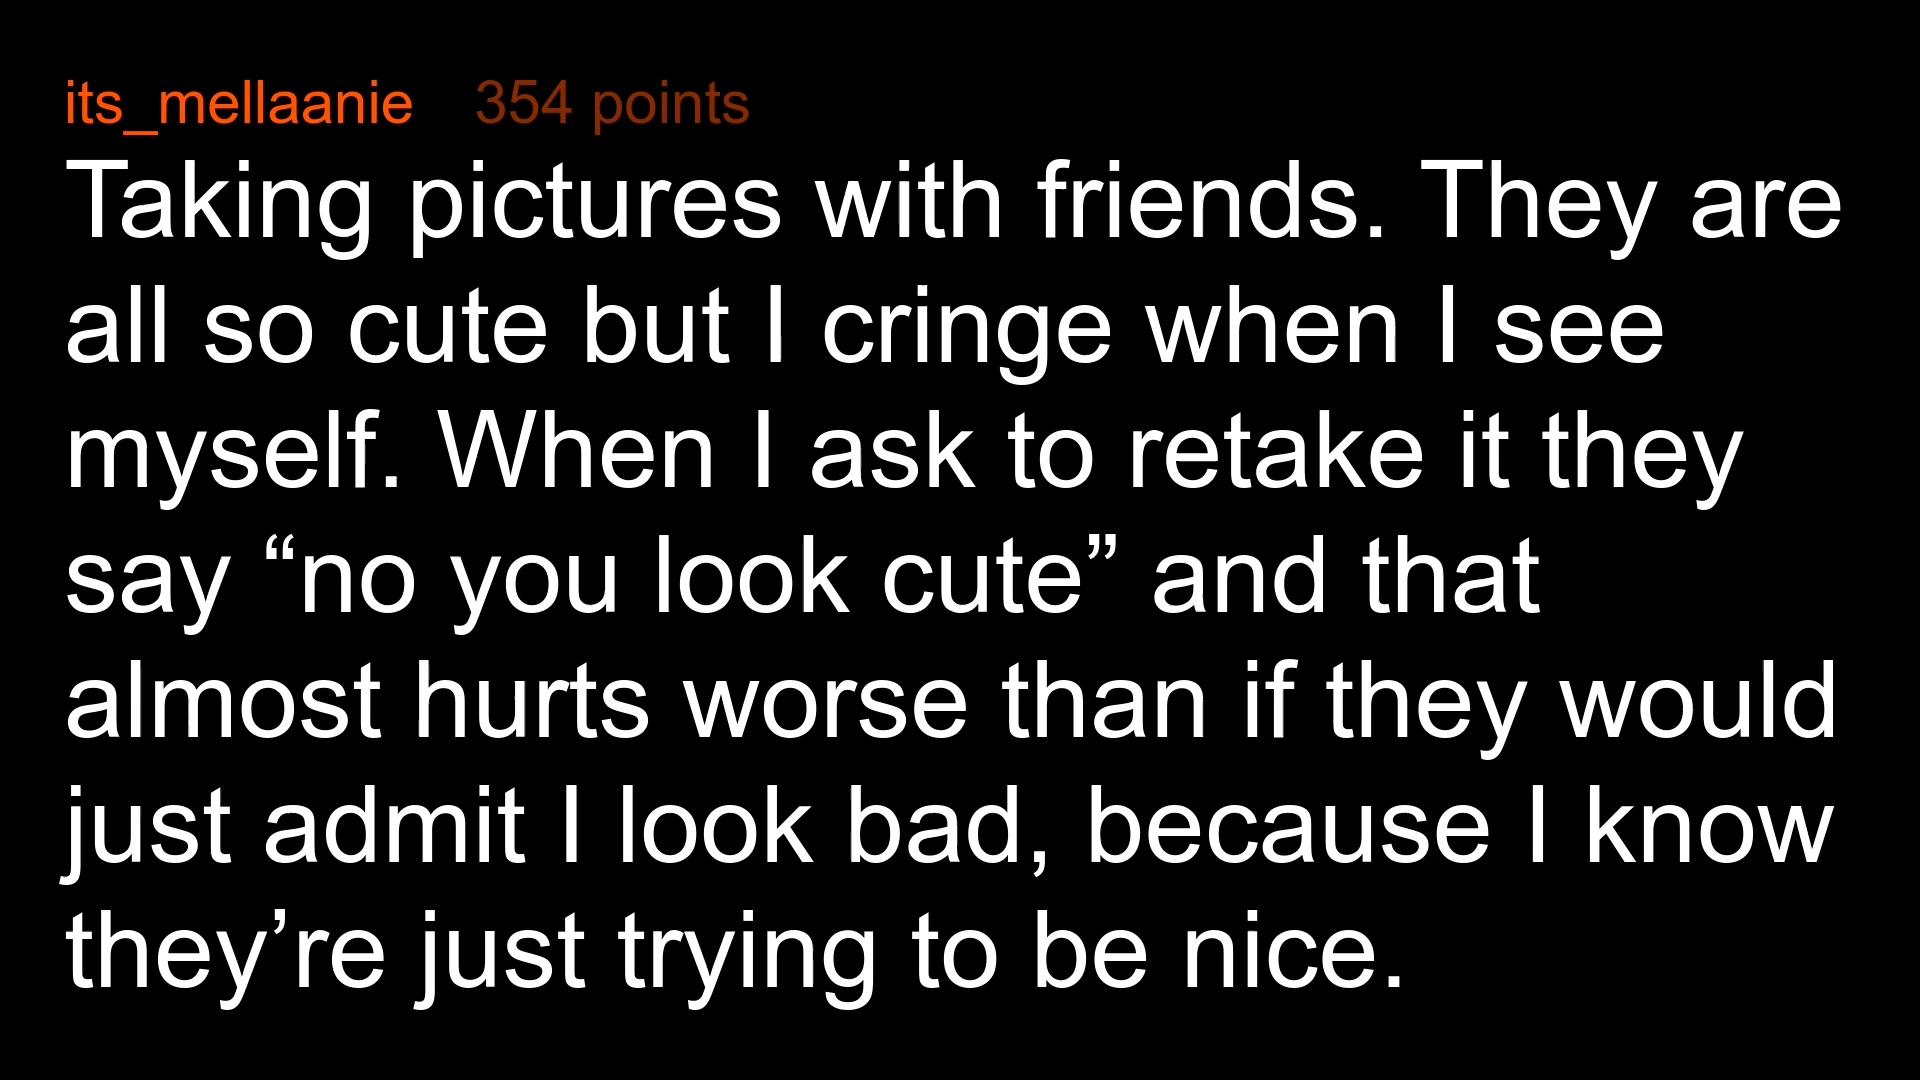 its_mellaanie 354 points
Taking pictures with friends. They are
all so cute but I cringe when I see
myself. When I ask to retake it they
say “no you look cute” and that
almost hurts worse than if they would
just admit I look bad, because I know
they’re just trying to be nice.